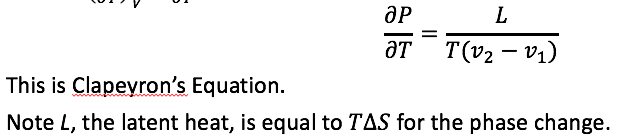 ∂P/∂T = L/T(v₂ − v₁)
This is Clapeyron's Equation.
Note L, the latent heat, is equal to TΔS for the phase change.